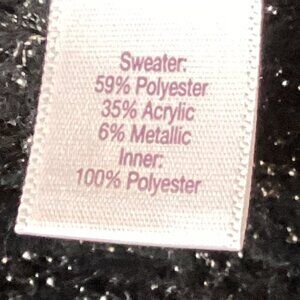 Sweater:
59% Polyester
35% Acrylic
6% Metallic
Inner:
100% Polyester